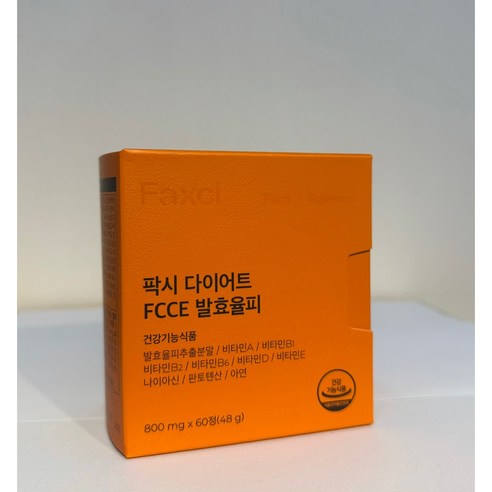 Faxci
팍시 다이어트
FCCE 발효율피
건강기능식품
발효율피추출분말 / 비타민A / 비타민B1
비타민B2 / 비타민B6 / 비타민D / 비타민E
나이아신 / 판토텐산 / 아연
800 mg x 60정(48 g)
건강
기능식품